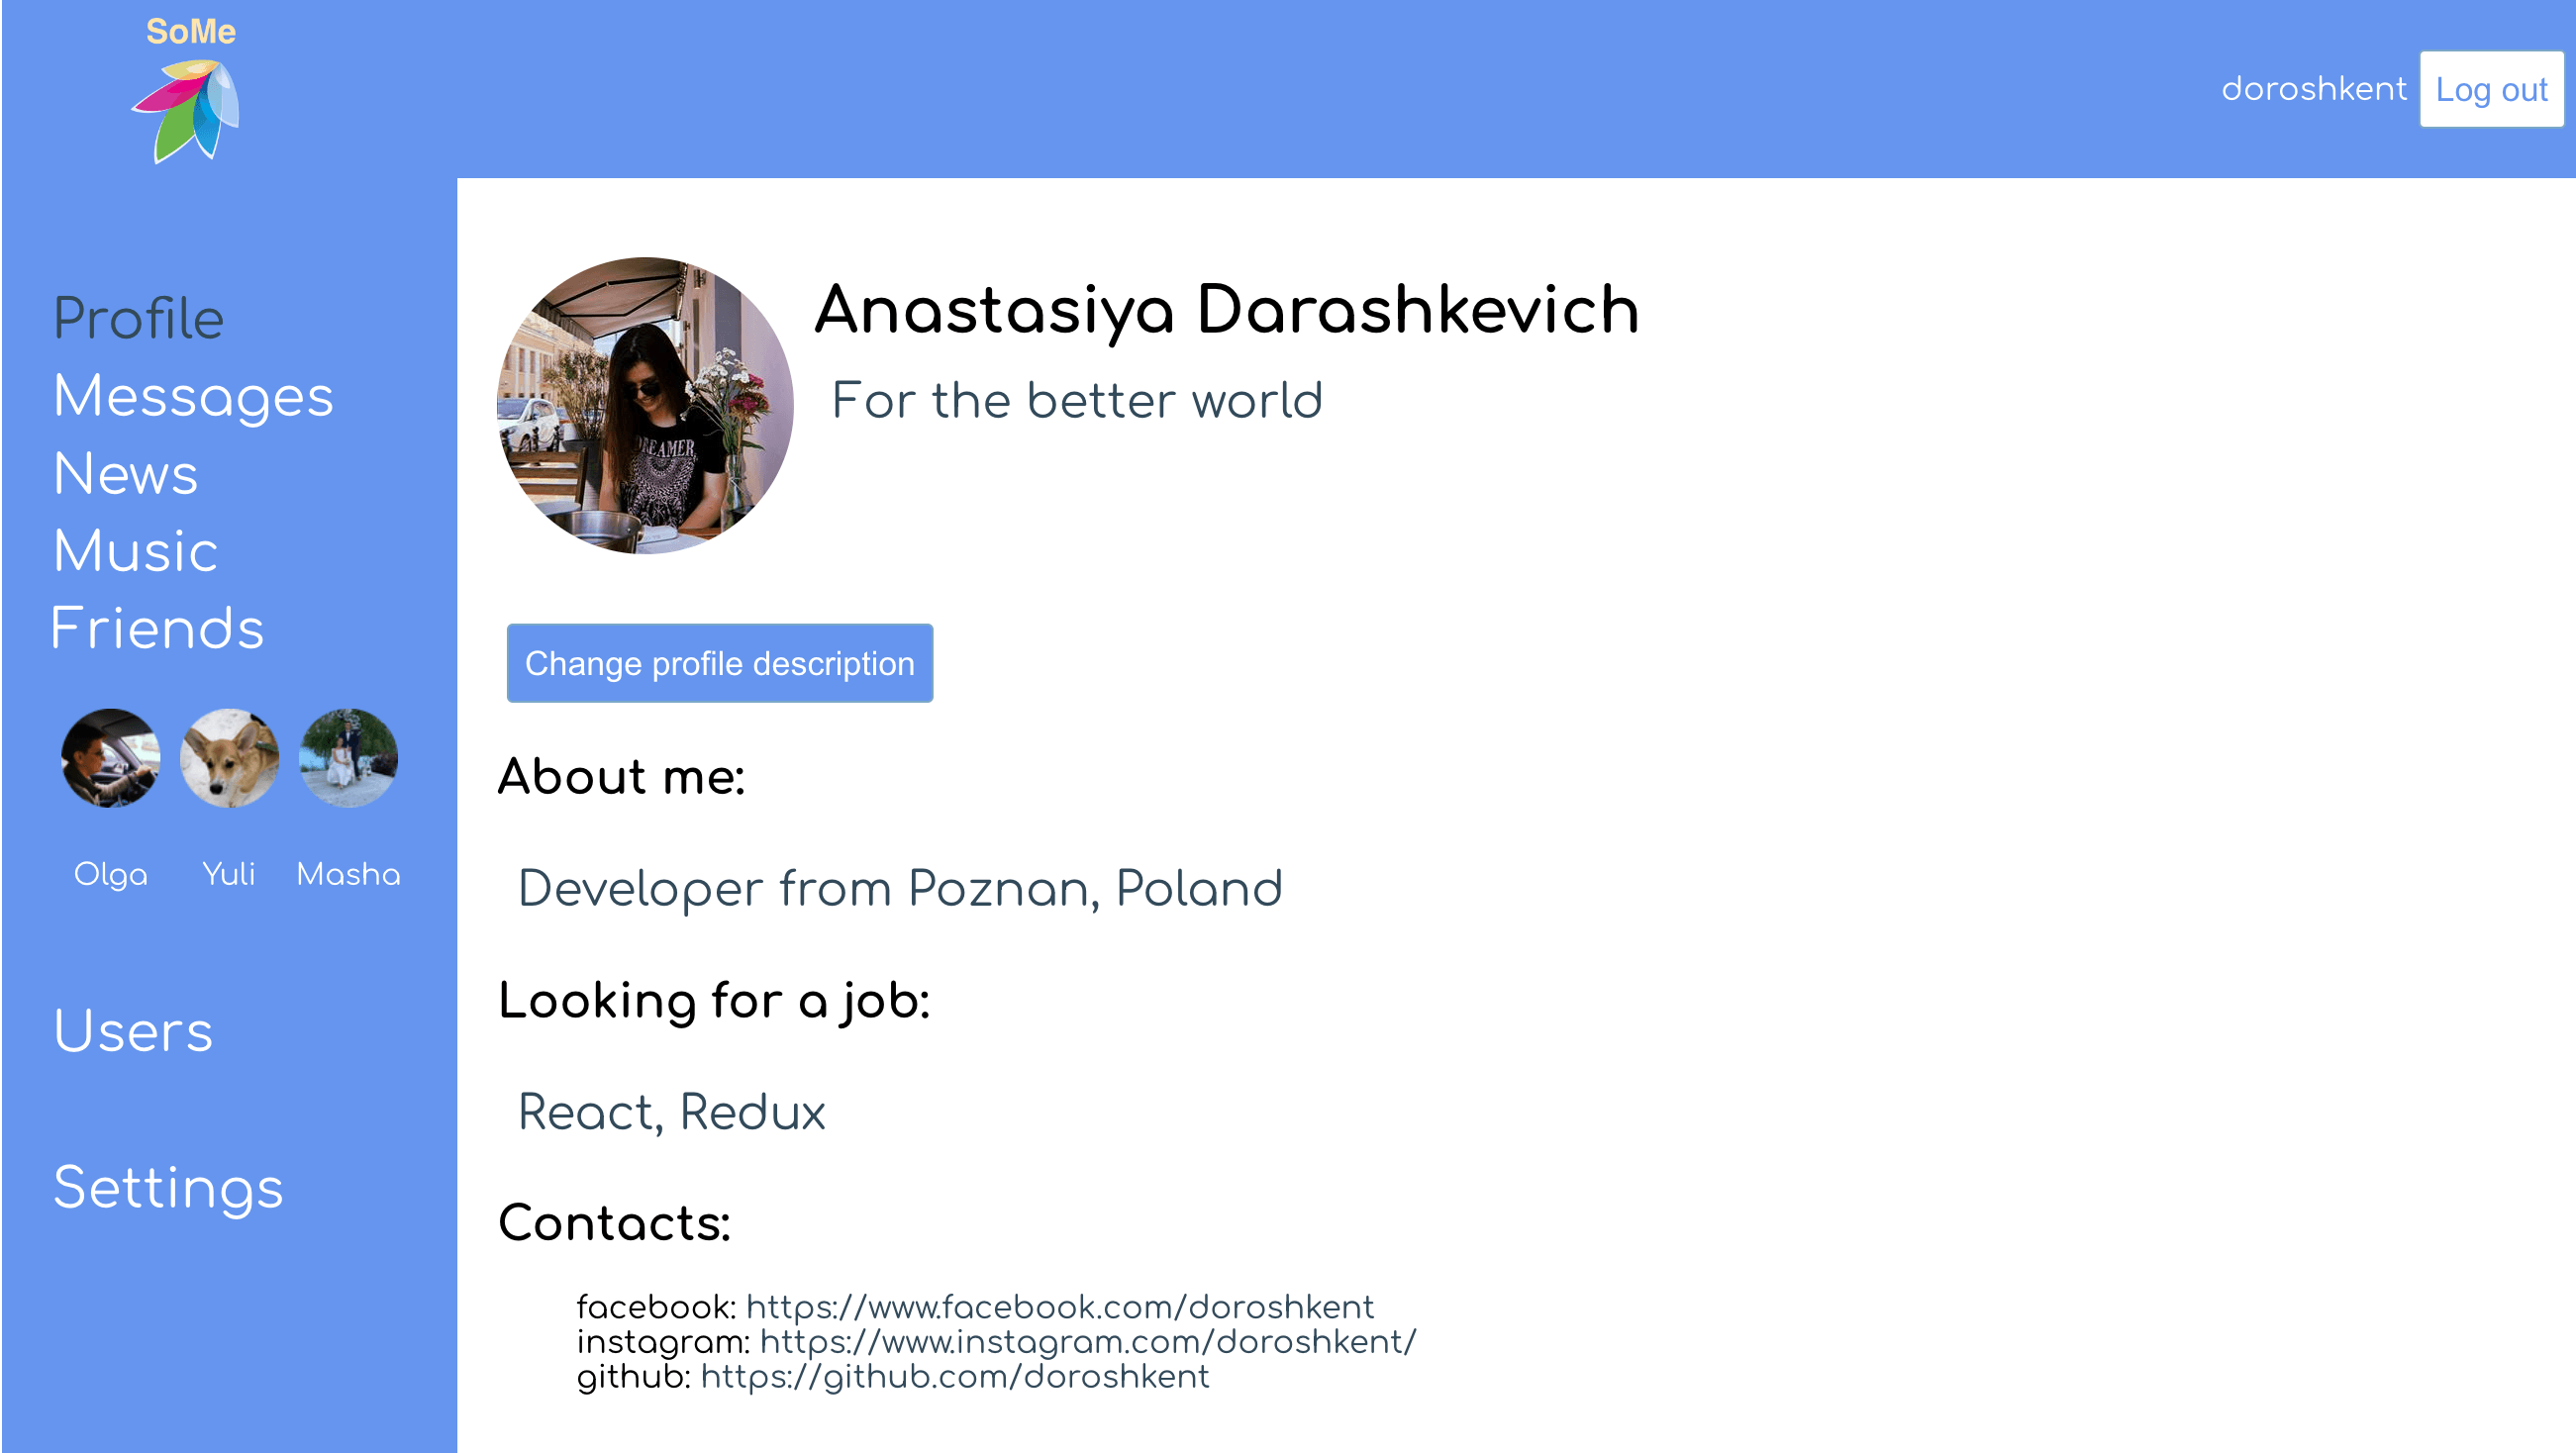 SoMe
doroshkent
Log out
Profile
Messages
News
Music
Friends
Olga
Yuli
Masha
Users
Settings
Anastasiya Darashkevich
For the better world
DREAMER
Change profile description
About me:
Developer from Poznan, Poland
Looking for a job:
React, Redux
Contacts:
facebook: https://www.facebook.com/doroshkent
instagram: https://www.instagram.com/doroshkent/
github: https://github.com/doroshkent